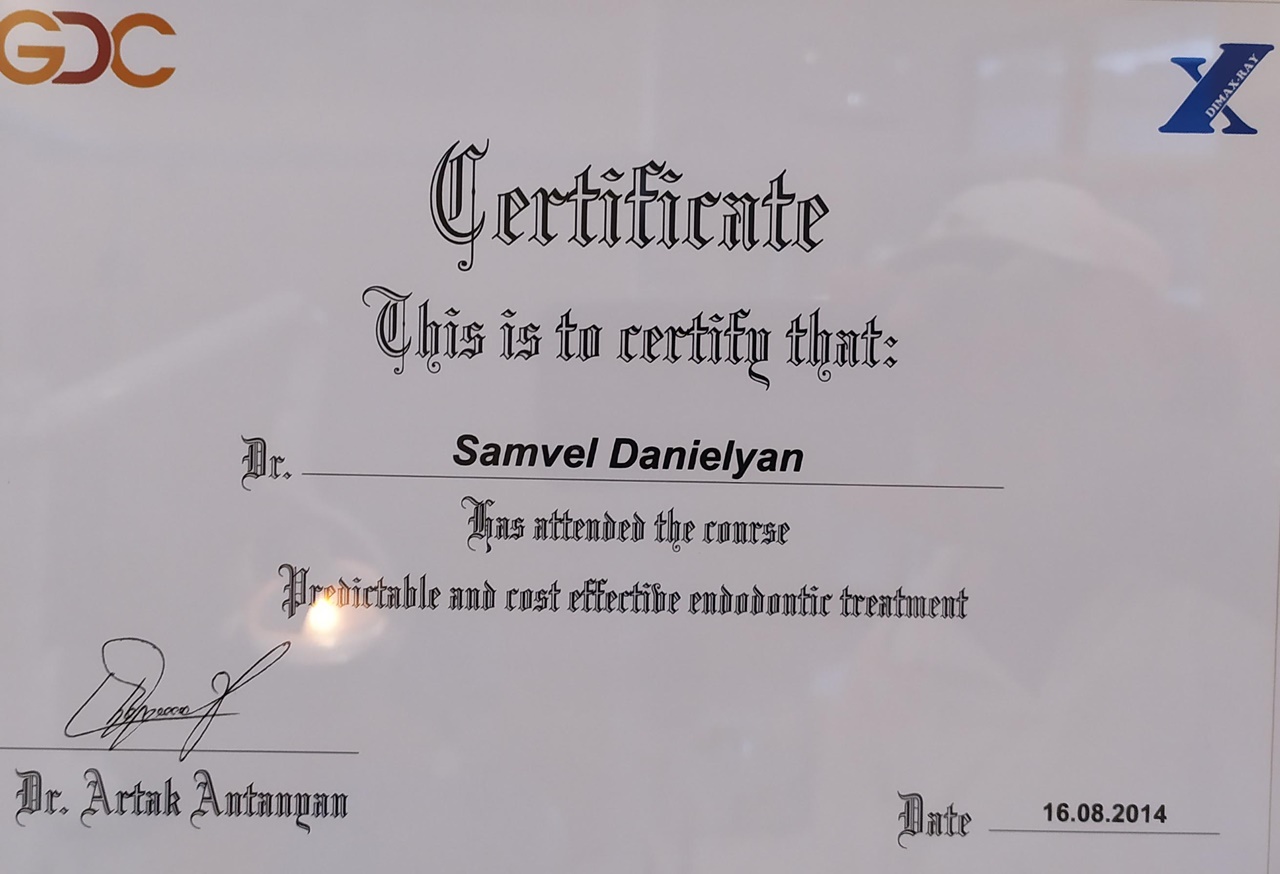 GDC
DIMAX-RAY
Certificate
This is to certify that:
Dr. Samvel Danielyan
Has attended the course
Predictable and cost effective endodontic treatment
Dr. Artak Antanyan
Date 16.08.2014